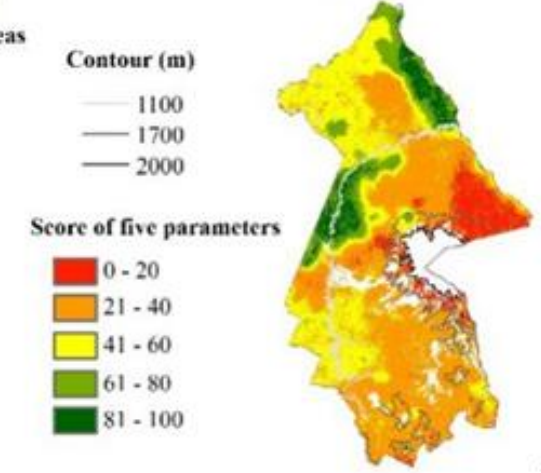 eas
Contour (m)
1100
1700
2000
Score of five parameters
0 - 20
21 - 40
41 - 60
61 - 80
81 - 100